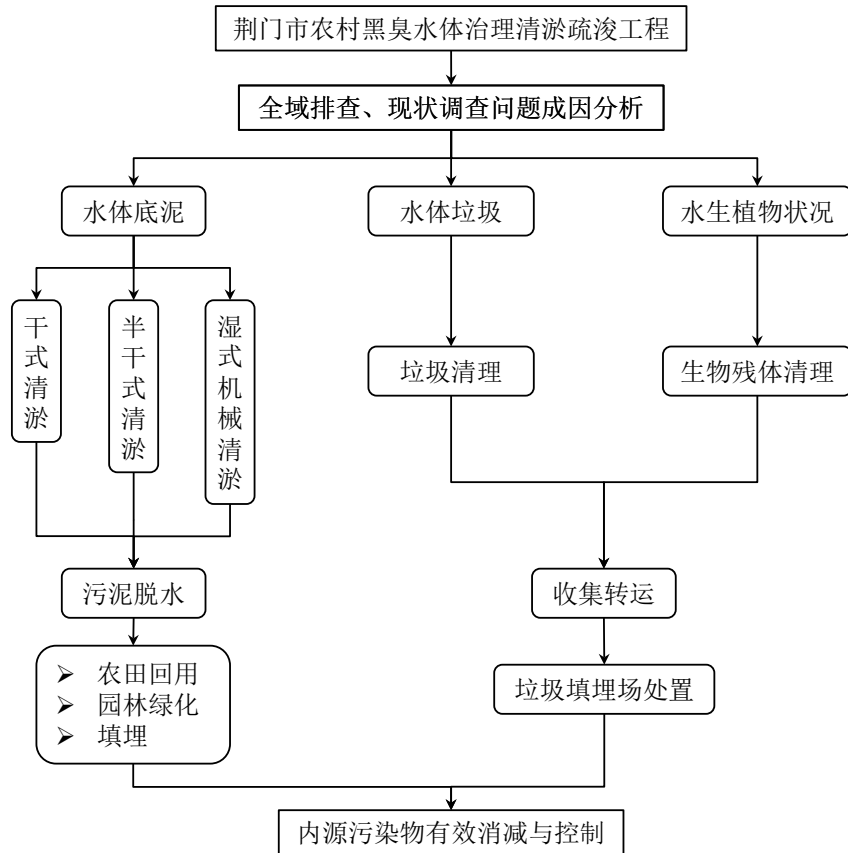 荆门市农村黑臭水体治理清淤疏浚工程
全域排查、现状调查问题成因分析
水体底泥
水体垃圾
水生植物状况
干式清淤
半干式清淤
湿式机械清淤
垃圾清理
生物残体清理
污泥脱水
收集转运
农田回用
园林绿化
填埋
垃圾填埋场处置
内源污染物有效消减与控制